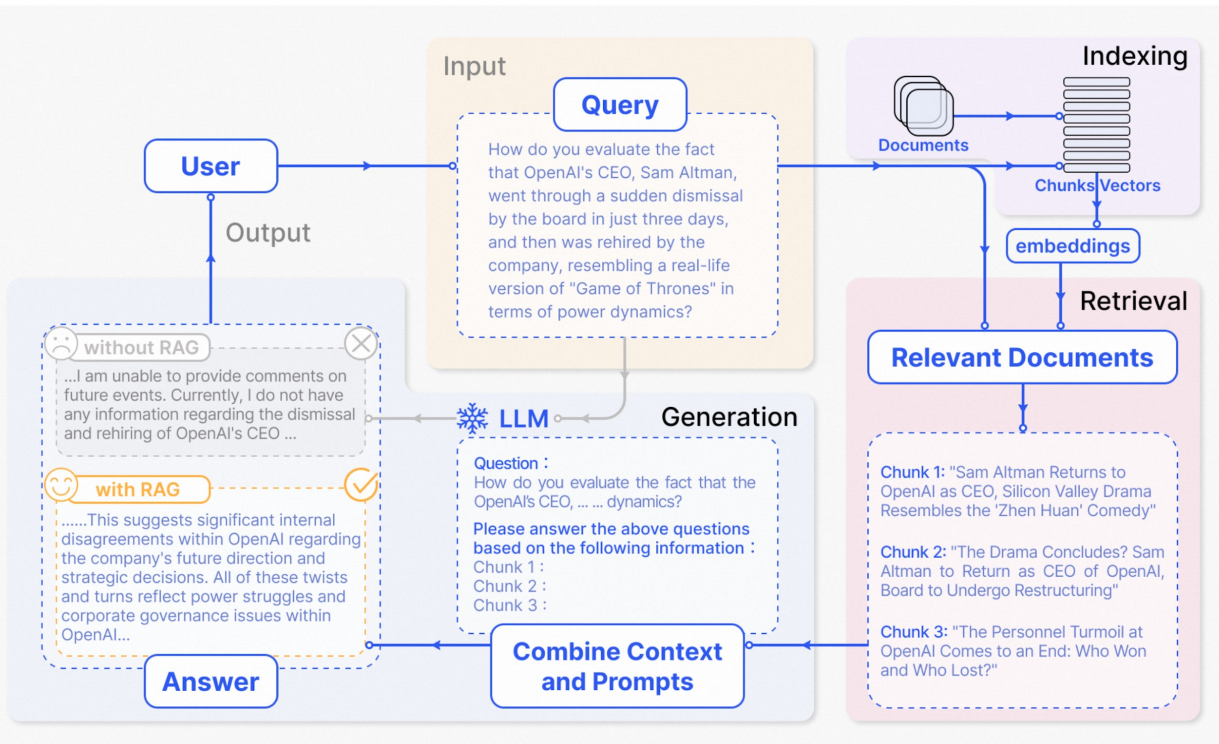 Input
Query
How do you evaluate the fact
that OpenAI's CEO, Sam Altman,
went through a sudden dismissal
by the board in just three days,
and then was rehired by the
company, resembling a real-life
version of "Game of Thrones" in
terms of power dynamics?
Indexing
Documents
Chunks Vectors
embeddings
User
Output
Retrieval
Relevant Documents
Chunk 1: "Sam Altman Returns to
OpenAI as CEO, Silicon Valley Drama
Resembles the 'Zhen Huan' Comedy"
Chunk 2: "The Drama Concludes? Sam
Altman to Return as CEO of OpenAI,
Board to Undergo Restructuring"
Chunk 3: "The Personnel Turmoil at
OpenAI Comes to an End: Who Won
and Who Lost?"
LLM
Generation
Question :
How do you evaluate the fact that the
OpenAI's CEO, ... ... dynamics?
Please answer the above questions
based on the following information :
Chunk 1 :
Chunk 2 :
Chunk 3 :
Combine Context
and Prompts
without RAG
...I am unable to provide comments on
future events. Currently, I do not have
any information regarding the dismissal
and rehiring of OpenAI's CEO ...
with RAG
......This suggests significant internal
disagreements within OpenAI regarding
the company's future direction and
strategic decisions. All of these twists
and turns reflect power struggles and
corporate governance issues within
OpenAI...
Answer